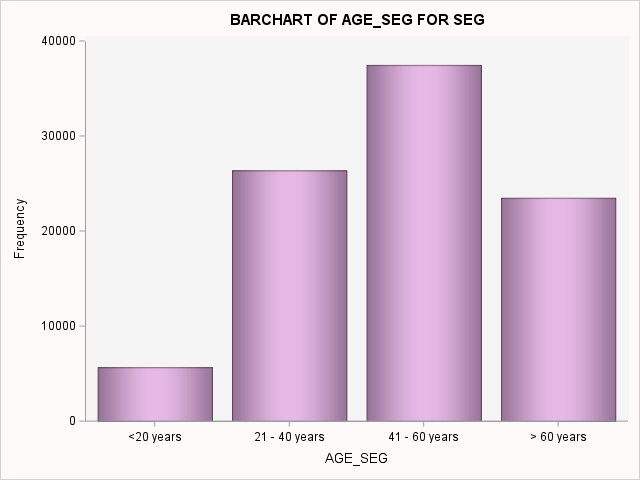 BARCHART OF AGE_SEG FOR SEG
40000
30000
20000
10000
0
Frequency
<20 years
21 - 40 years
41 - 60 years
> 60 years
AGE_SEG